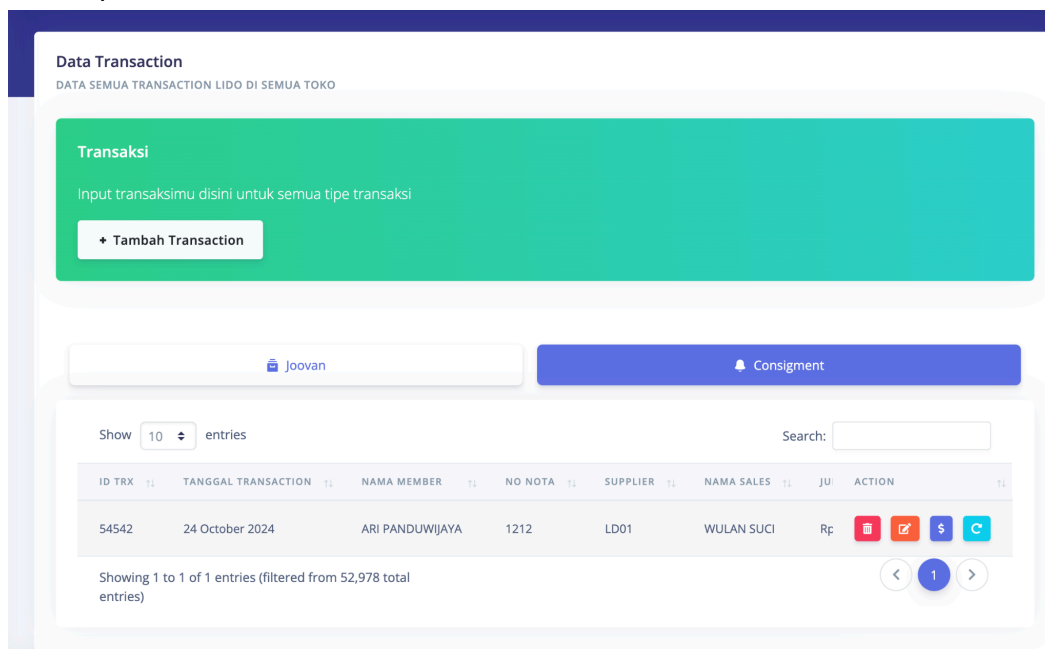 Data Transaction
DATA SEMUA TRANSACTION LIDO DI SEMUA TOKO
Transaksi
Input transaksimu disini untuk semua tipe transaksi
+ Tambah Transaction
Joovan
Consigment
Show 10 entries
Search:
ID TRX TANGGAL TRANSACTION NAMA MEMBER NO NOTA SUPPLIER NAMA SALES JU ACTION
54542 24 October 2024 ARI PANDUWIJAYA 1212 LD01 WULAN SUCI Rp $
Showing 1 to 1 of 1 entries (filtered from 52,978 total
entries)
< 1 >